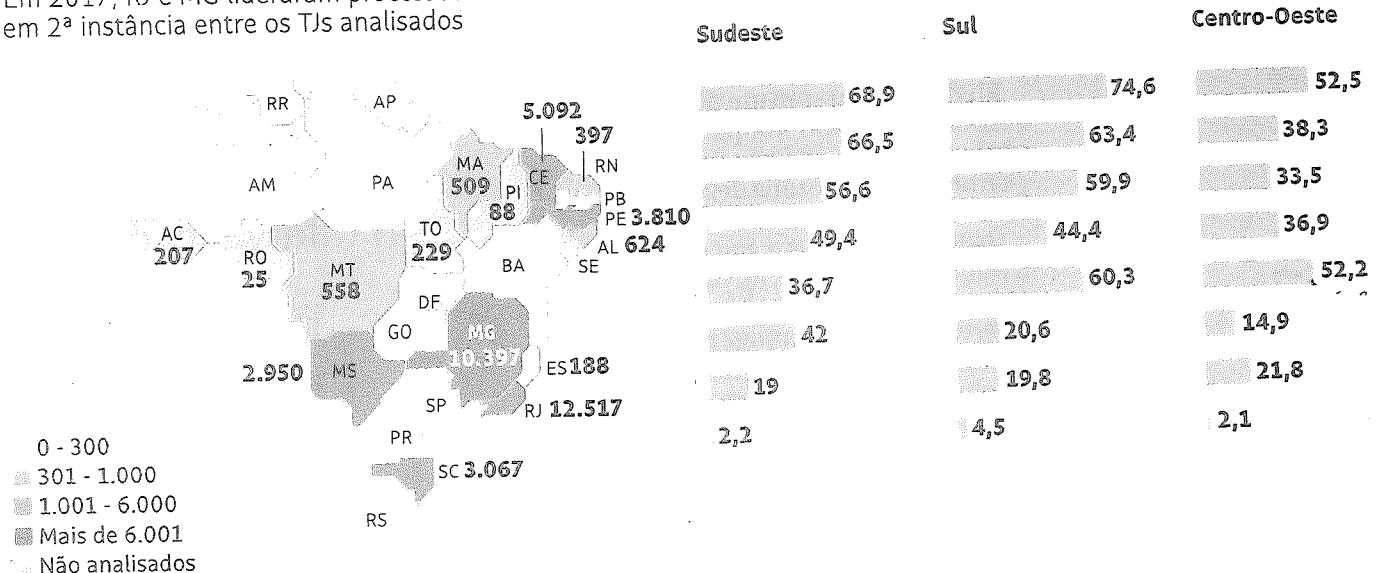 Em 2017, RJ e MG lideraram
em 2ª instância entre os TJs analisados
RR
AP
5.092
397
RN
MA
509
PI
88
CE
AM
PA
PB
PE 3.810
AL 624
SE
AC
207
RO
25
TO
229
MT
558
BA
DF
GO
MG
10.397
2.950
MS
ES 188
SP
RJ 12.517
PR
SC 3.067
RS
0 - 300
301 - 1.000
1.001 - 6.000
Mais de 6.001
Não analisados
Sudeste
68,9
66,5
56,6
49,4
36,7
42
19
2,2
Sul
74,6
63,4
59,9
44,4
60,3
20,6
19,8
4,5
Centro-Oeste
52,5
38,3
33,5
36,9
52,2
14,9
21,8
2,1